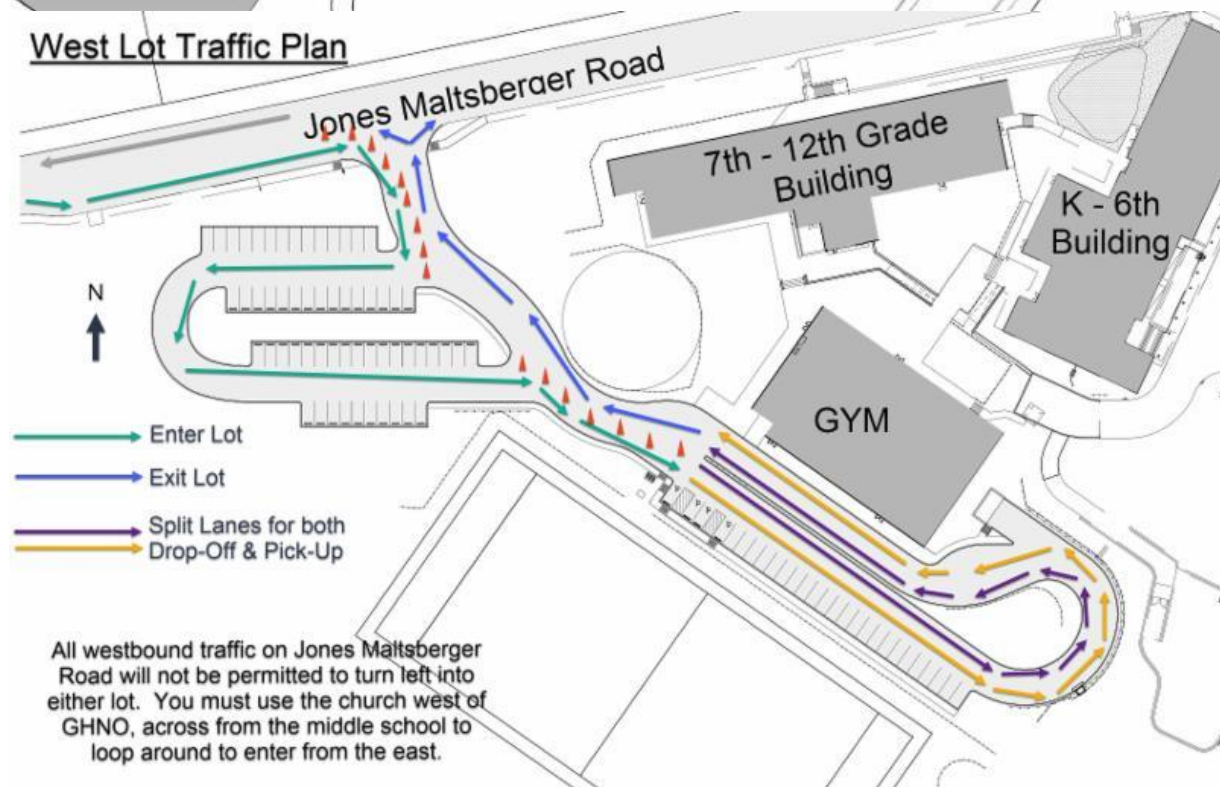 West Lot Traffic Plan
Jones Maltsberger Road
7th - 12th Grade
Building
K - 6th
Building
N
GYM
Enter Lot
Exit Lot
Split Lanes for both
Drop-Off & Pick-Up
All westbound traffic on Jones Maltsberger
Road will not be permitted to turn left into
either lot. You must use the church west of
GHNO, across from the middle school to
loop around to enter from the east.